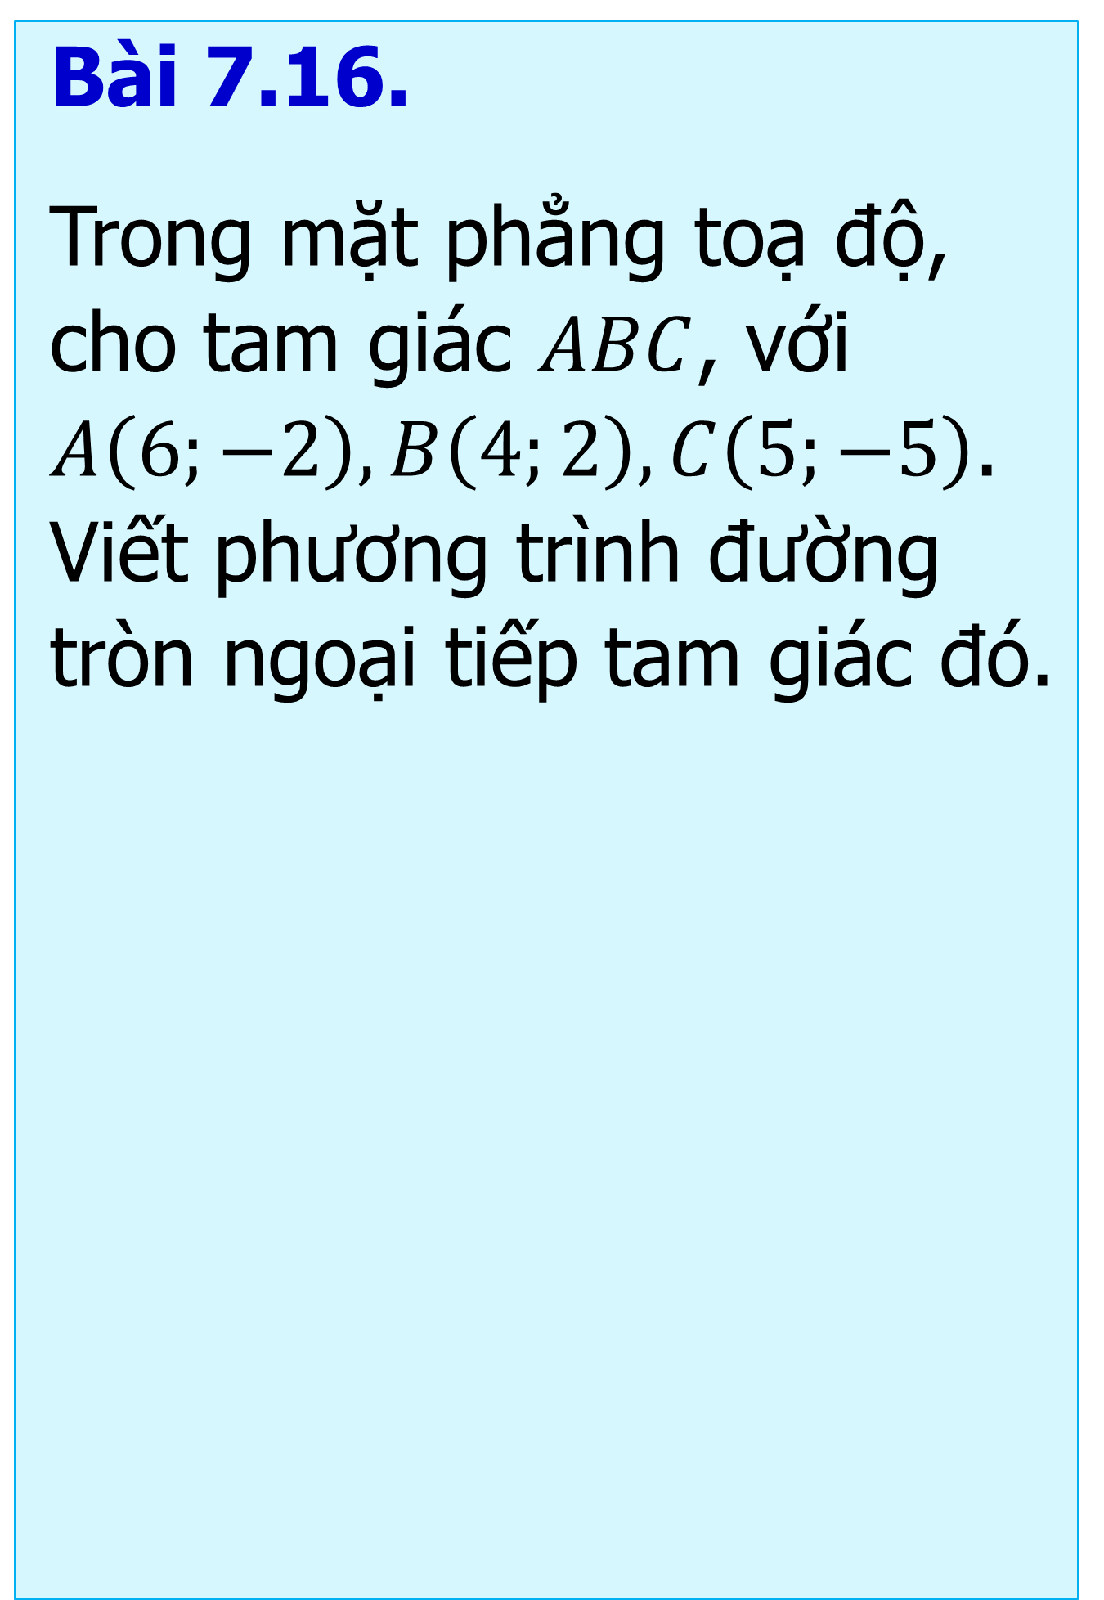 Bài 7.16.
Trong mặt phẳng toạ độ,
cho tam giác ABC, với
A(6; −2), B(4; 2), C(5; −5).
Viết phương trình đường
tròn ngoại tiếp tam giác đó.